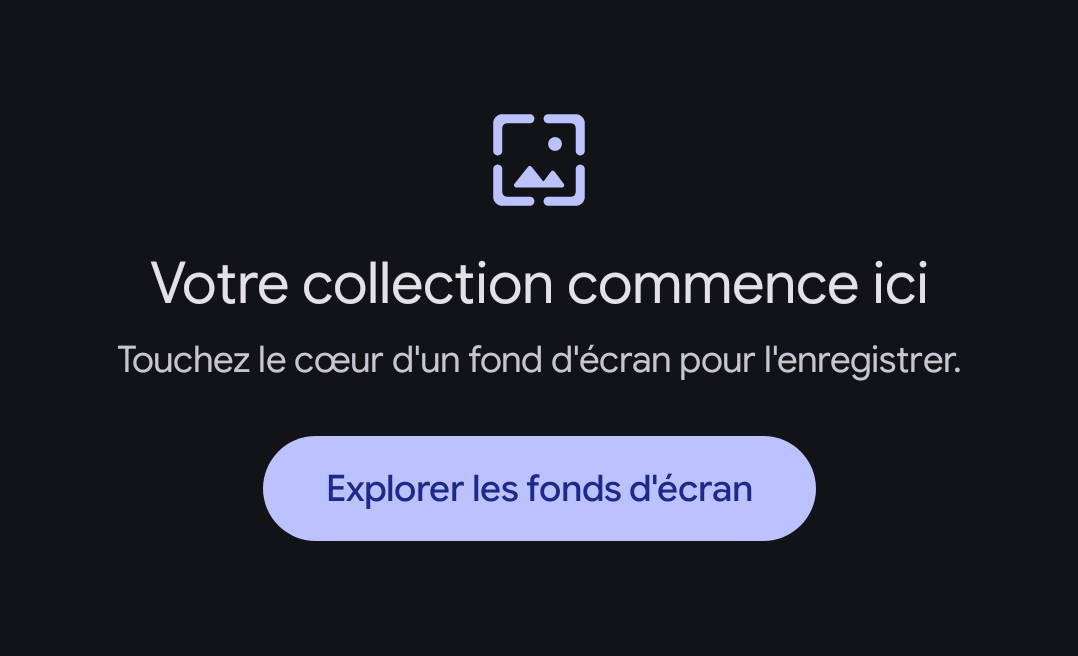 Votre collection commence ici
Touchez le cœur d'un fond d'écran pour l'enregistrer.
Explorer les fonds d'écran